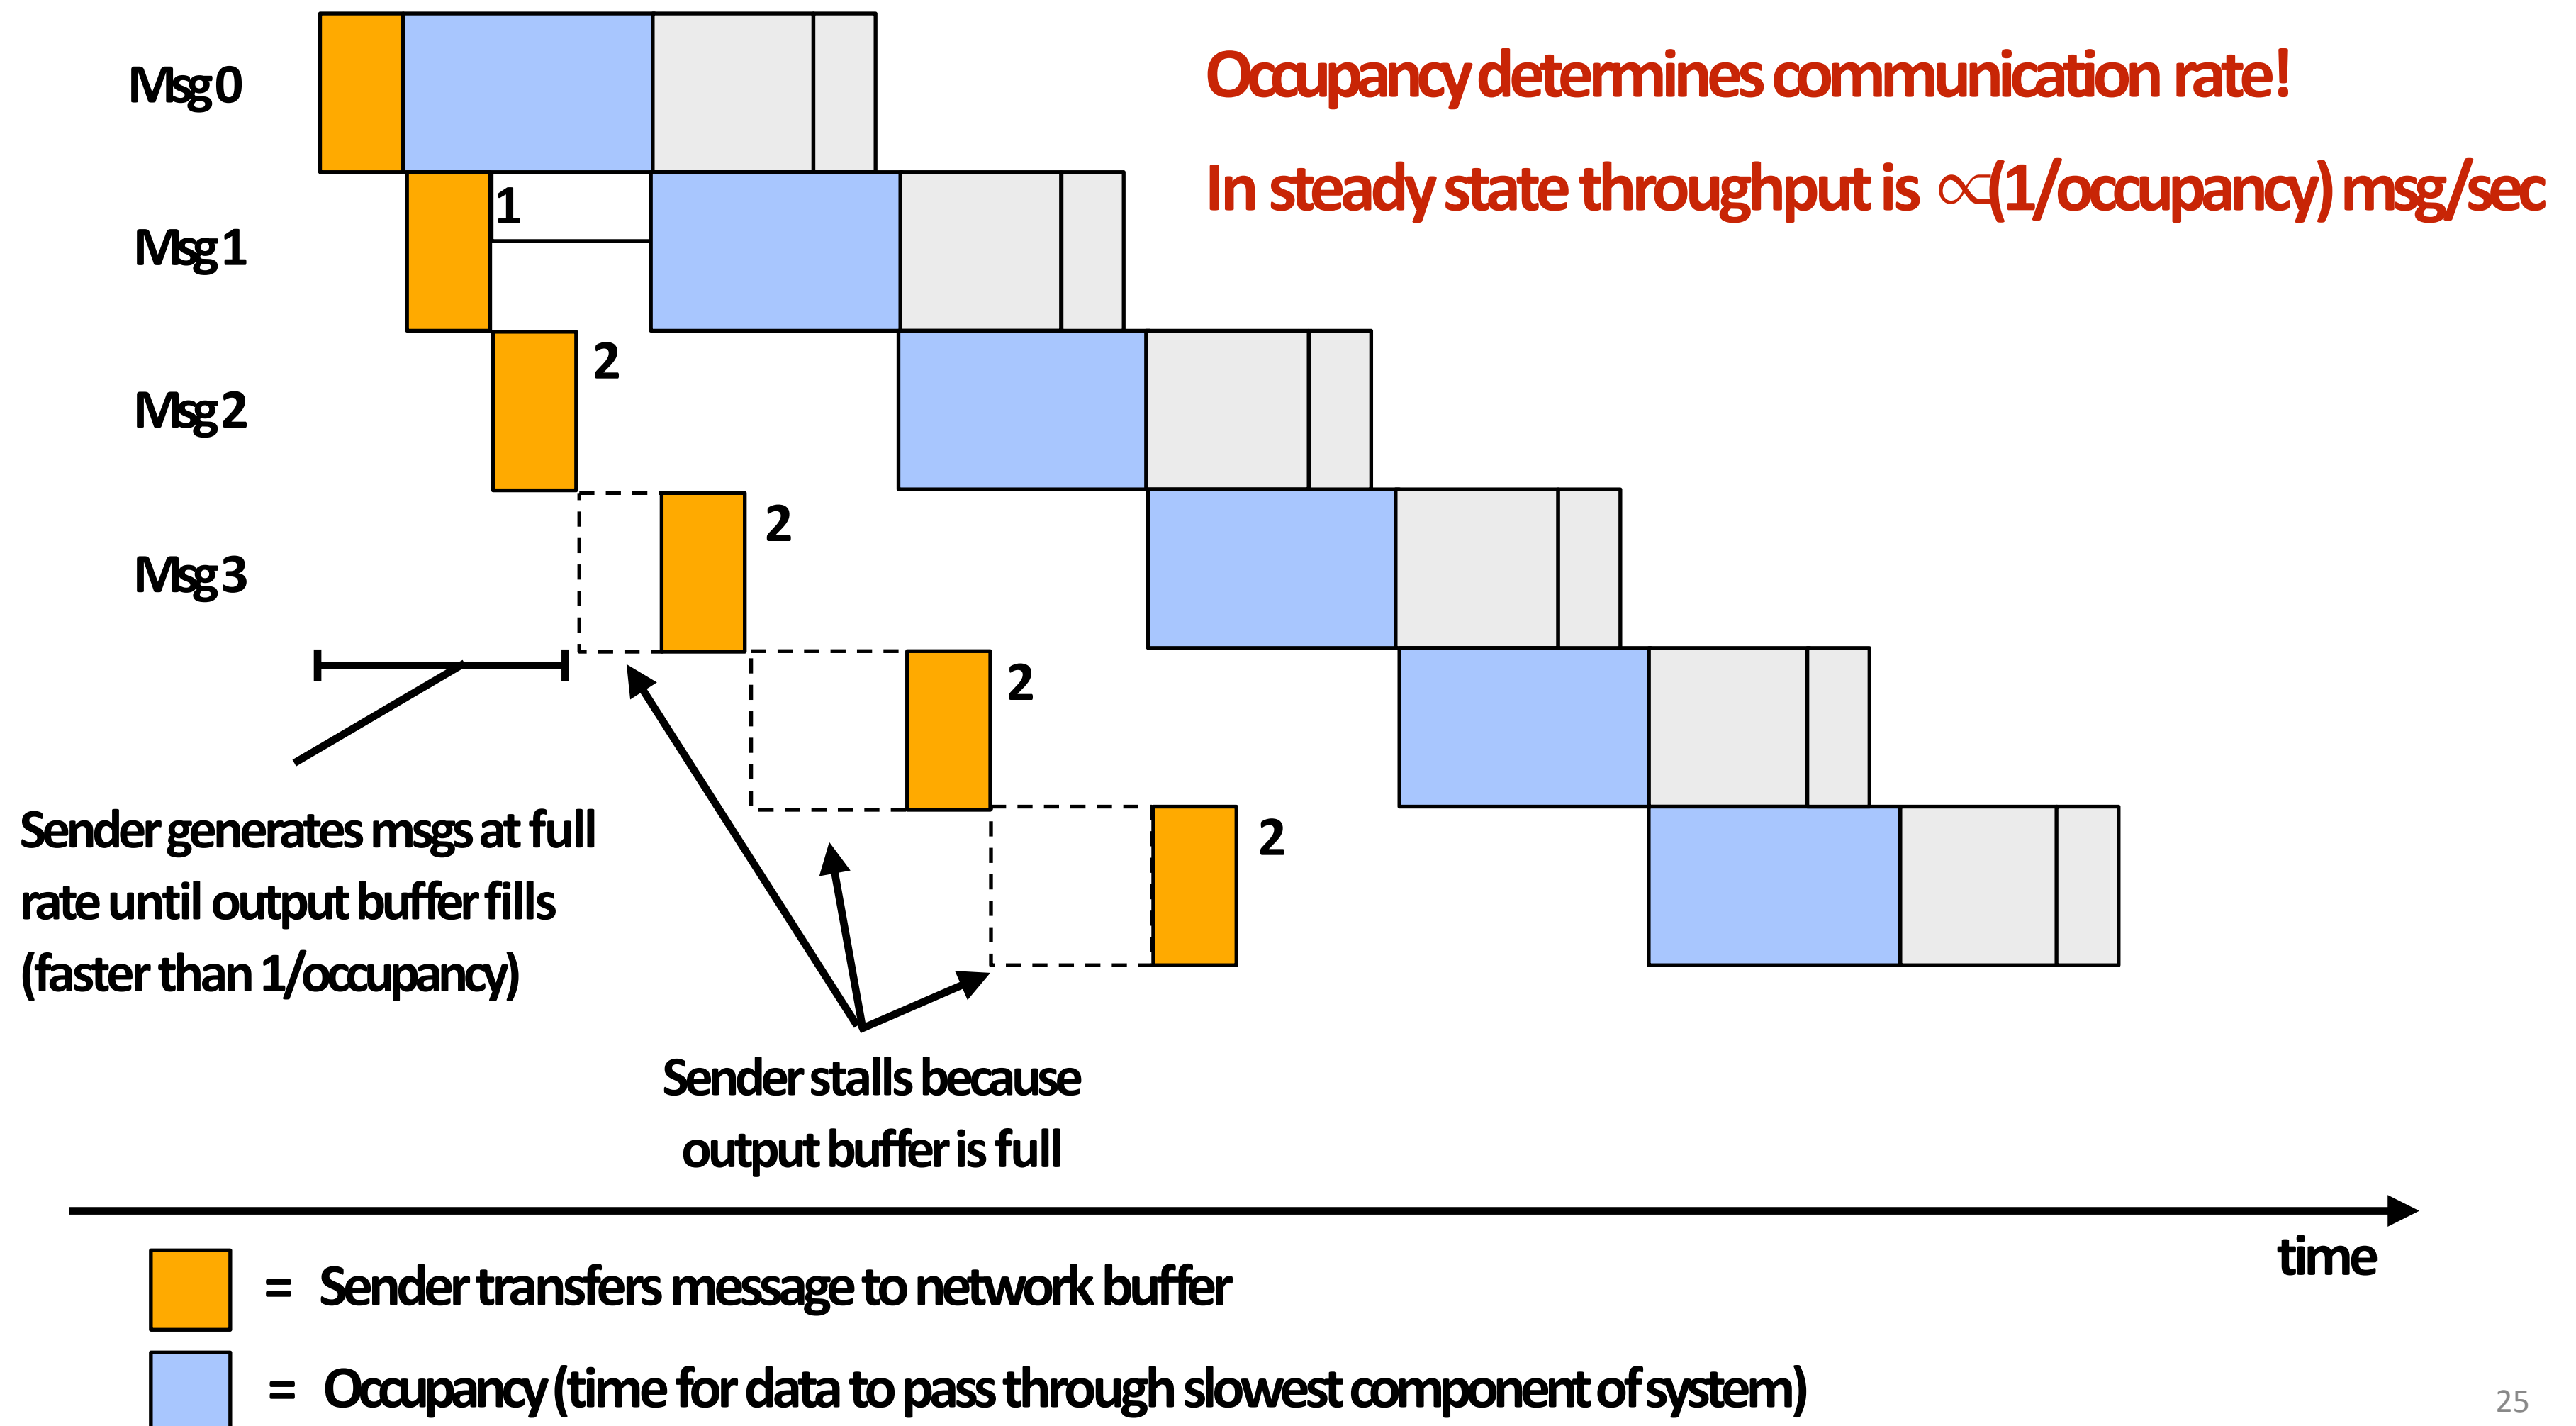 Msg 0
Occupancy determines communication rate!
In steady state throughput is ∝(1/occupancy) msg/sec
1
Msg 1
2
Msg 2
2
Msg 3
2
2
Sender generates msgs at full
rate until output buffer fills
(faster than 1/occupancy)
Sender stalls because
output buffer is full
time
= Sender transfers message to network buffer
= Occupancy (time for data to pass through slowest component of system)
25